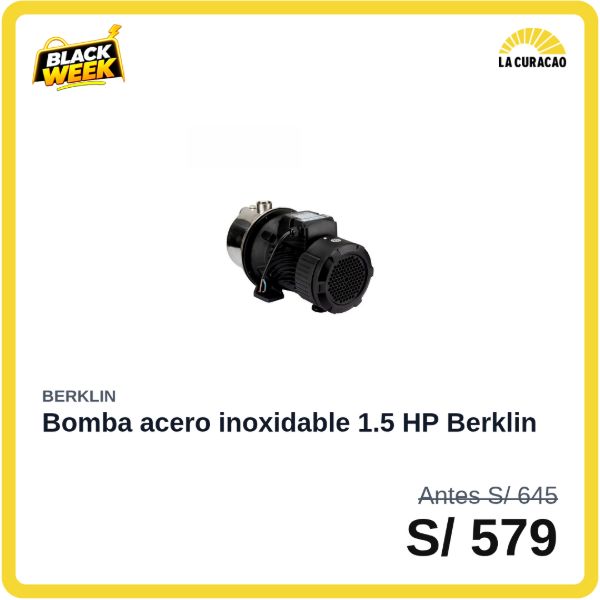 BLACK
WEEK
LA CURACAO
BERKLIN
Bomba acero inoxidable 1.5 HP Berklin
Antes S/ 645
S/ 579